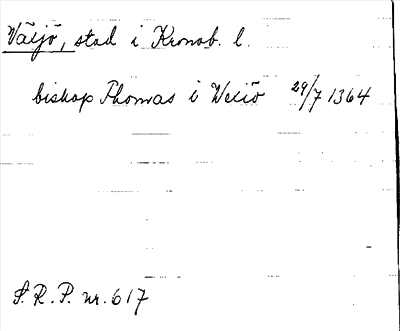 Växjö, stad i Kronob. l.
biskop Thomas i Wexiö 29/7 1364
S.R.P. nr. 617